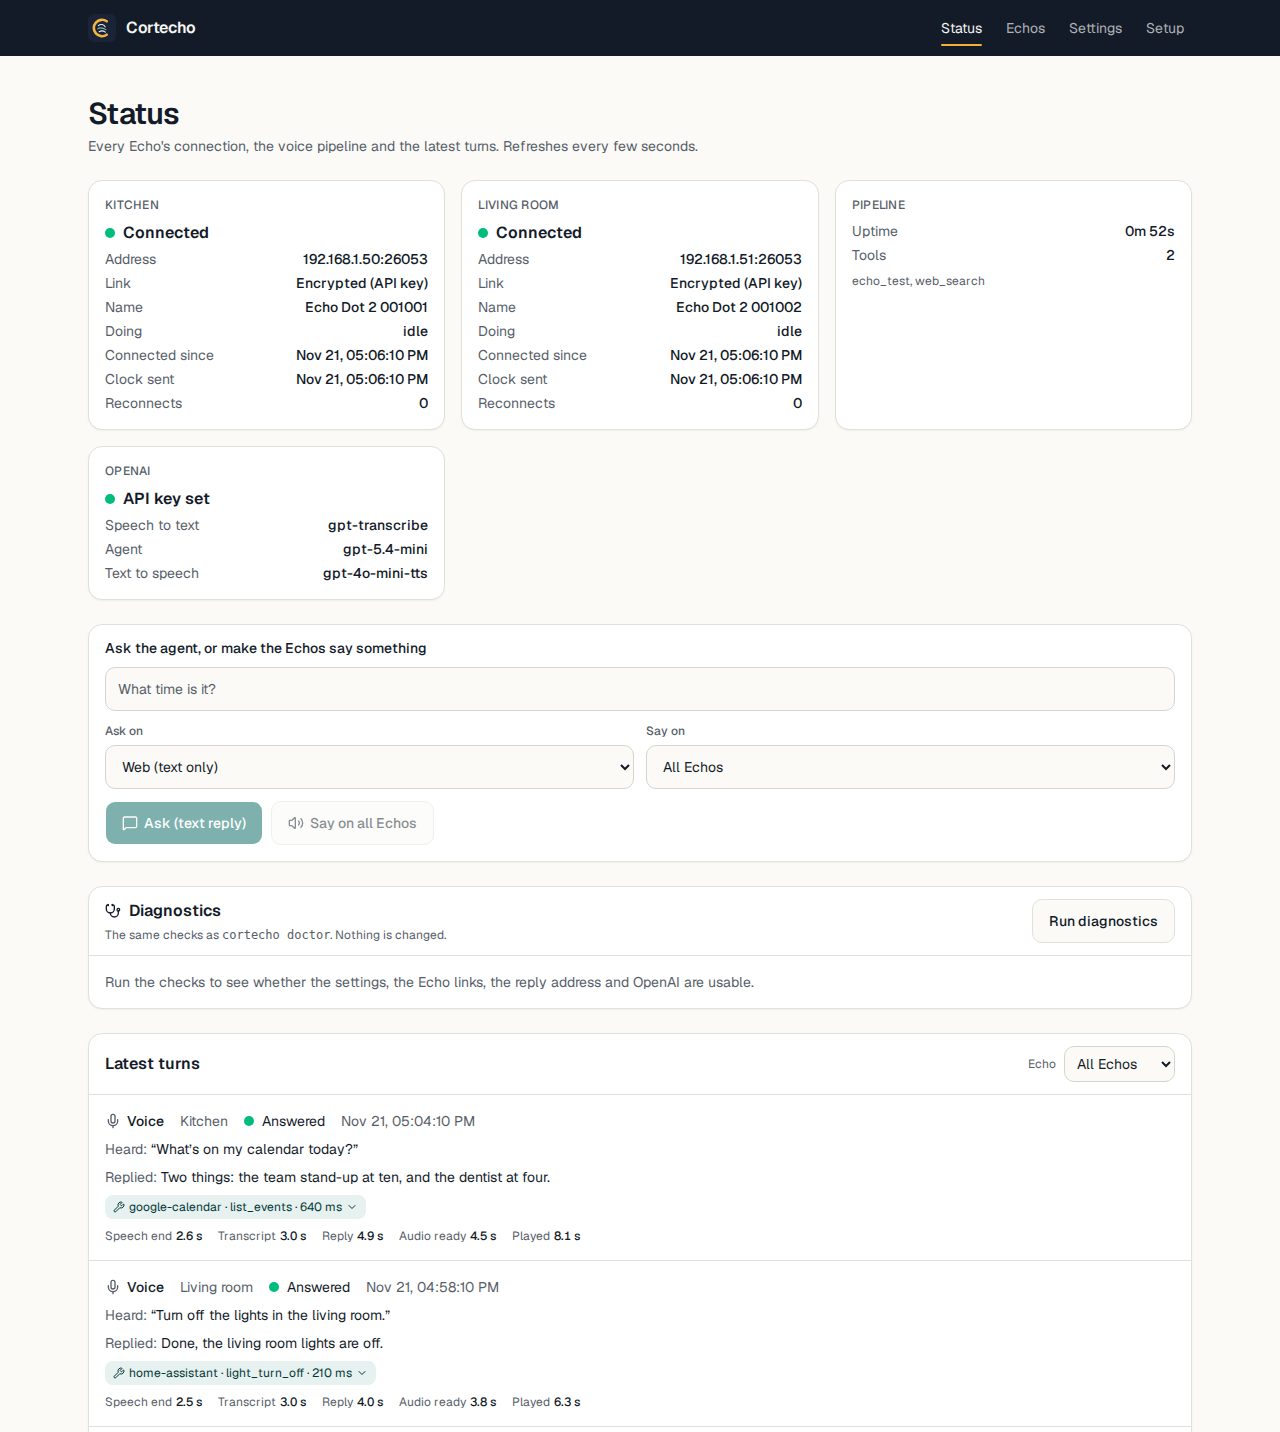 Cortecho
Status Echos Settings Setup
Status
Every Echo's connection, the voice pipeline and the latest turns. Refreshes every few seconds.
KITCHEN
Connected
Address 192.168.1.50:26053
Link Encrypted (API key)
Name Echo Dot 2 001001
Doing idle
Connected since Nov 21, 05:06:10 PM
Clock sent Nov 21, 05:06:10 PM
Reconnects 0
LIVING ROOM
Connected
Address 192.168.1.51:26053
Link Encrypted (API key)
Name Echo Dot 2 001002
Doing idle
Connected since Nov 21, 05:06:10 PM
Clock sent Nov 21, 05:06:10 PM
Reconnects 0
PIPELINE
Uptime 0m 52s
Tools 2
echo_test, web_search
OPENAI
API key set
Speech to text gpt-transcribe
Agent gpt-5.4-mini
Text to speech gpt-4o-mini-tts
Ask the agent, or make the Echos say something
What time is it?
Ask on
Web (text only)
Say on
All Echos
Ask (text reply) Say on all Echos
Diagnostics
The same checks as cortecho doctor. Nothing is changed.
Run diagnostics
Run the checks to see whether the settings, the Echo links, the reply address and OpenAI are usable.
Latest turns
Echo All Echos
Voice Kitchen Answered Nov 21, 05:04:10 PM
Heard: “What's on my calendar today?”
Replied: Two things: the team stand-up at ten, and the dentist at four.
google-calendar · list_events · 640 ms
Speech end 2.6 s Transcript 3.0 s Reply 4.9 s Audio ready 4.5 s Played 8.1 s
Voice Living room Answered Nov 21, 04:58:10 PM
Heard: “Turn off the lights in the living room.”
Replied: Done, the living room lights are off.
home-assistant · light_turn_off · 210 ms
Speech end 2.5 s Transcript 3.0 s Reply 4.0 s Audio ready 3.8 s Played 6.3 s